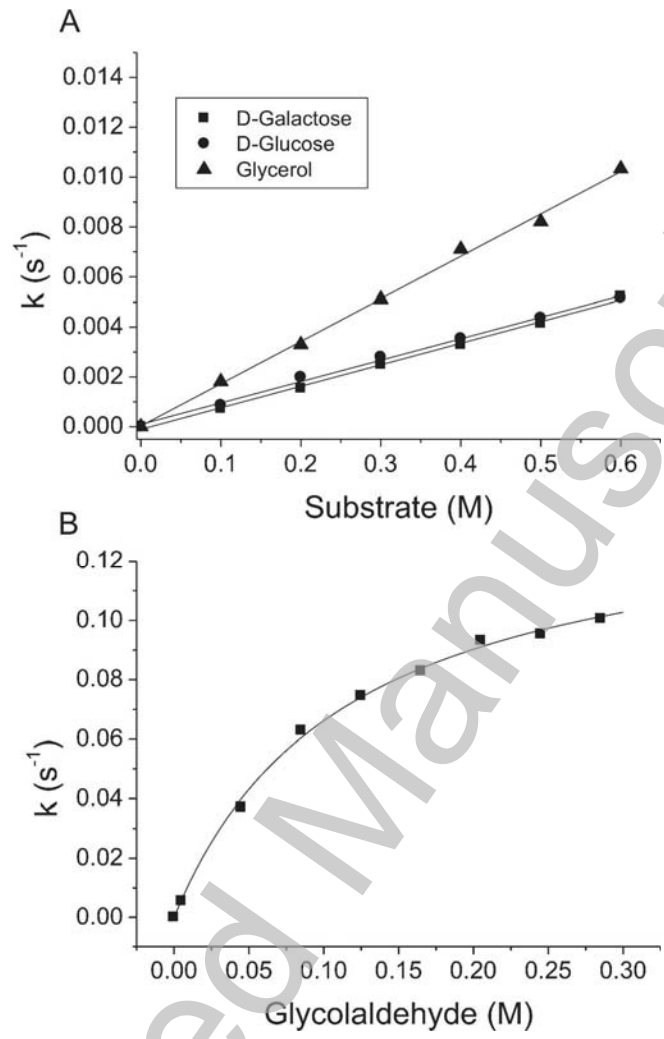 A
0.014
0.012
0.010
0.008
0.006
0.004
0.002
0.000
k (s⁻¹)
D-Galactose
D-Glucose
Glycerol
0.0 0.1 0.2 0.3 0.4 0.5 0.6
Substrate (M)
B
0.12
0.10
0.08
0.06
0.04
0.02
0.00
k (s⁻¹)
0.00 0.05 0.10 0.15 0.20 0.25 0.30
Glycolaldehyde (M)
ed Manusc